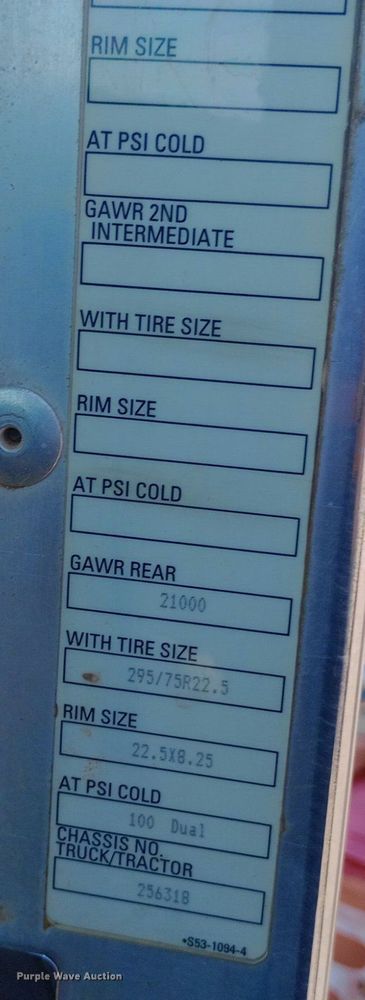 RIM SIZE
AT PSI COLD
GAWR 2ND
INTERMEDIATE
WITH TIRE SIZE
RIM SIZE
AT PSI COLD
GAWR REAR
21000
WITH TIRE SIZE
295/75R22.5
RIM SIZE
22.5X8.25
AT PSI COLD
100 Dual
CHASSIS NO.
TRUCK/TRACTOR
256318
•S53-1094-4
Purple Wave Auction